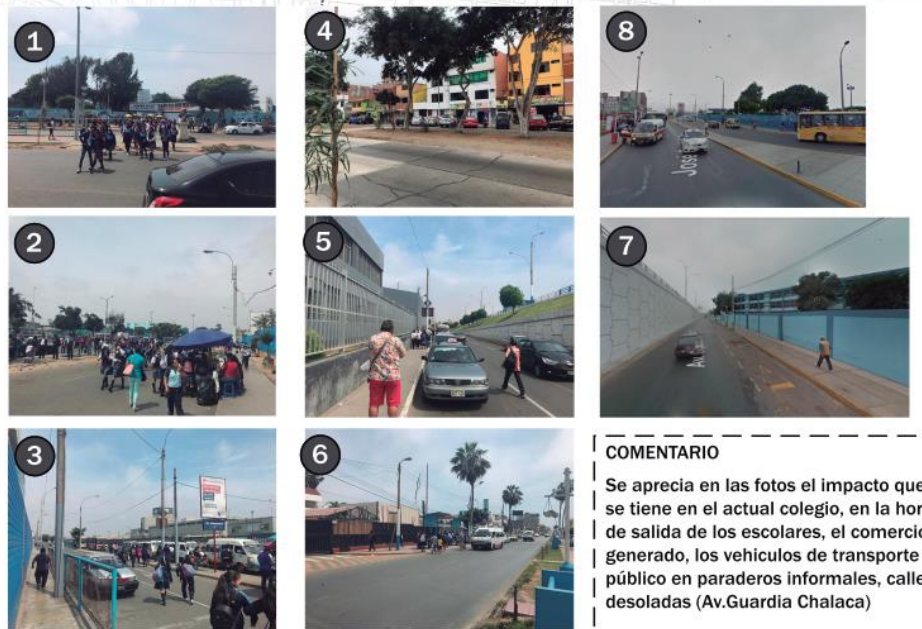 1
4
8
José
2
5
7
Av.
3
6
COMENTARIO
Se aprecia en las fotos el impacto que
se tiene en el actual colegio, en la hor
de salida de los escolares, el comercio
generado, los vehiculos de transporte
público en paraderos informales, calle
desoladas (Av.Guardia Chalaca)